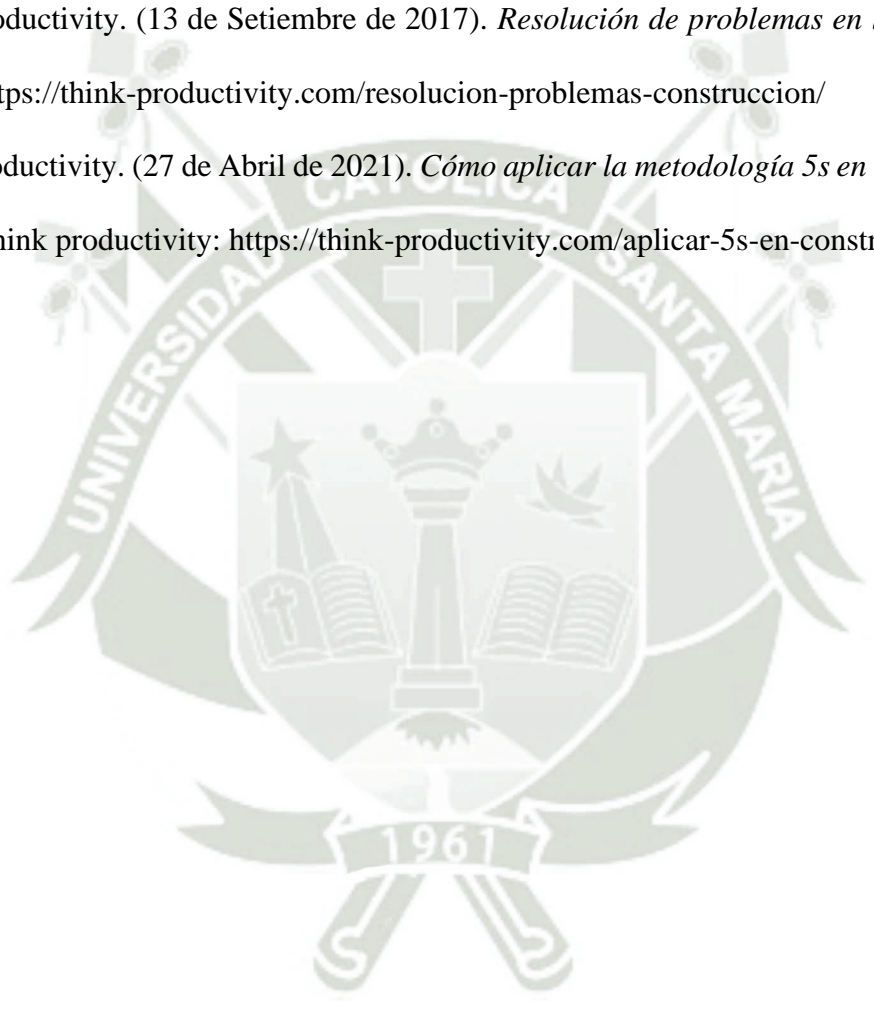 oductivity. (13 de Setiembre de 2017). Resolución de problemas en
tps://think-productivity.com/resolucion-problemas-construccion/
oductivity. (27 de Abril de 2021). Cómo aplicar la metodología 5s en
ink productivity: https://think-productivity.com/aplicar-5s-en-constr
UNIVERSIDAD CATOLICA SANTA MARIA
1961